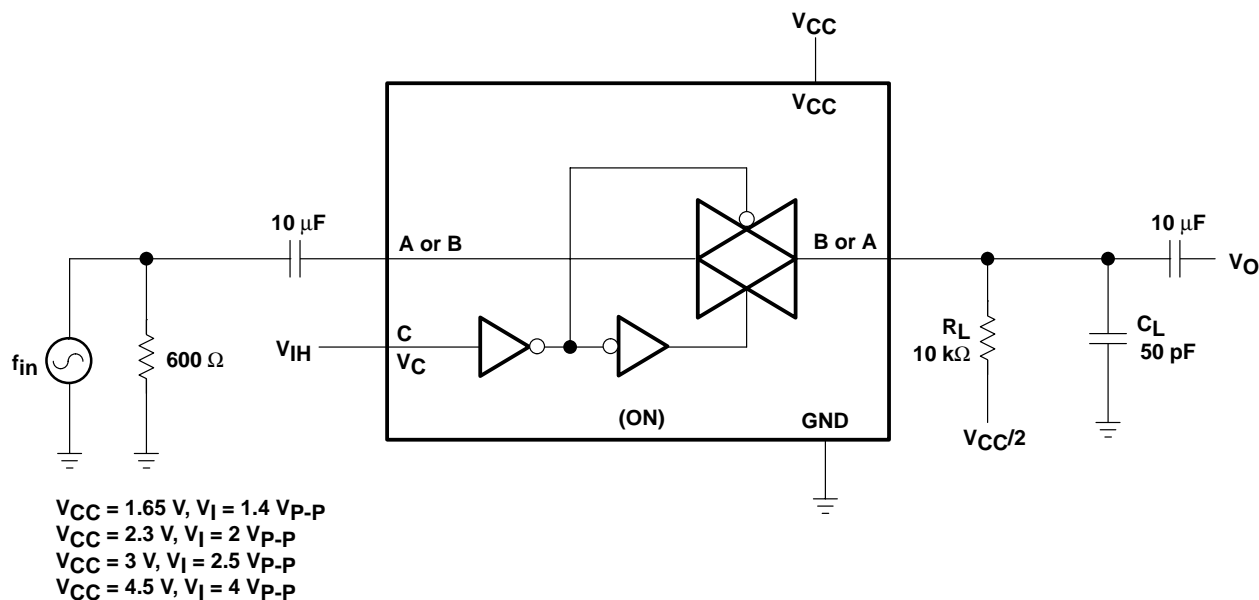 VCC
VCC
10 μF
A or B
B or A
10 μF
VO
fin
600 Ω
VIH
C
VC
RL
10 kΩ
CL
50 pF
(ON)
GND
VCC/2
VCC = 1.65 V, VI = 1.4 VP-P
VCC = 2.3 V, VI = 2 VP-P
VCC = 3 V, VI = 2.5 VP-P
VCC = 4.5 V, VI = 4 VP-P